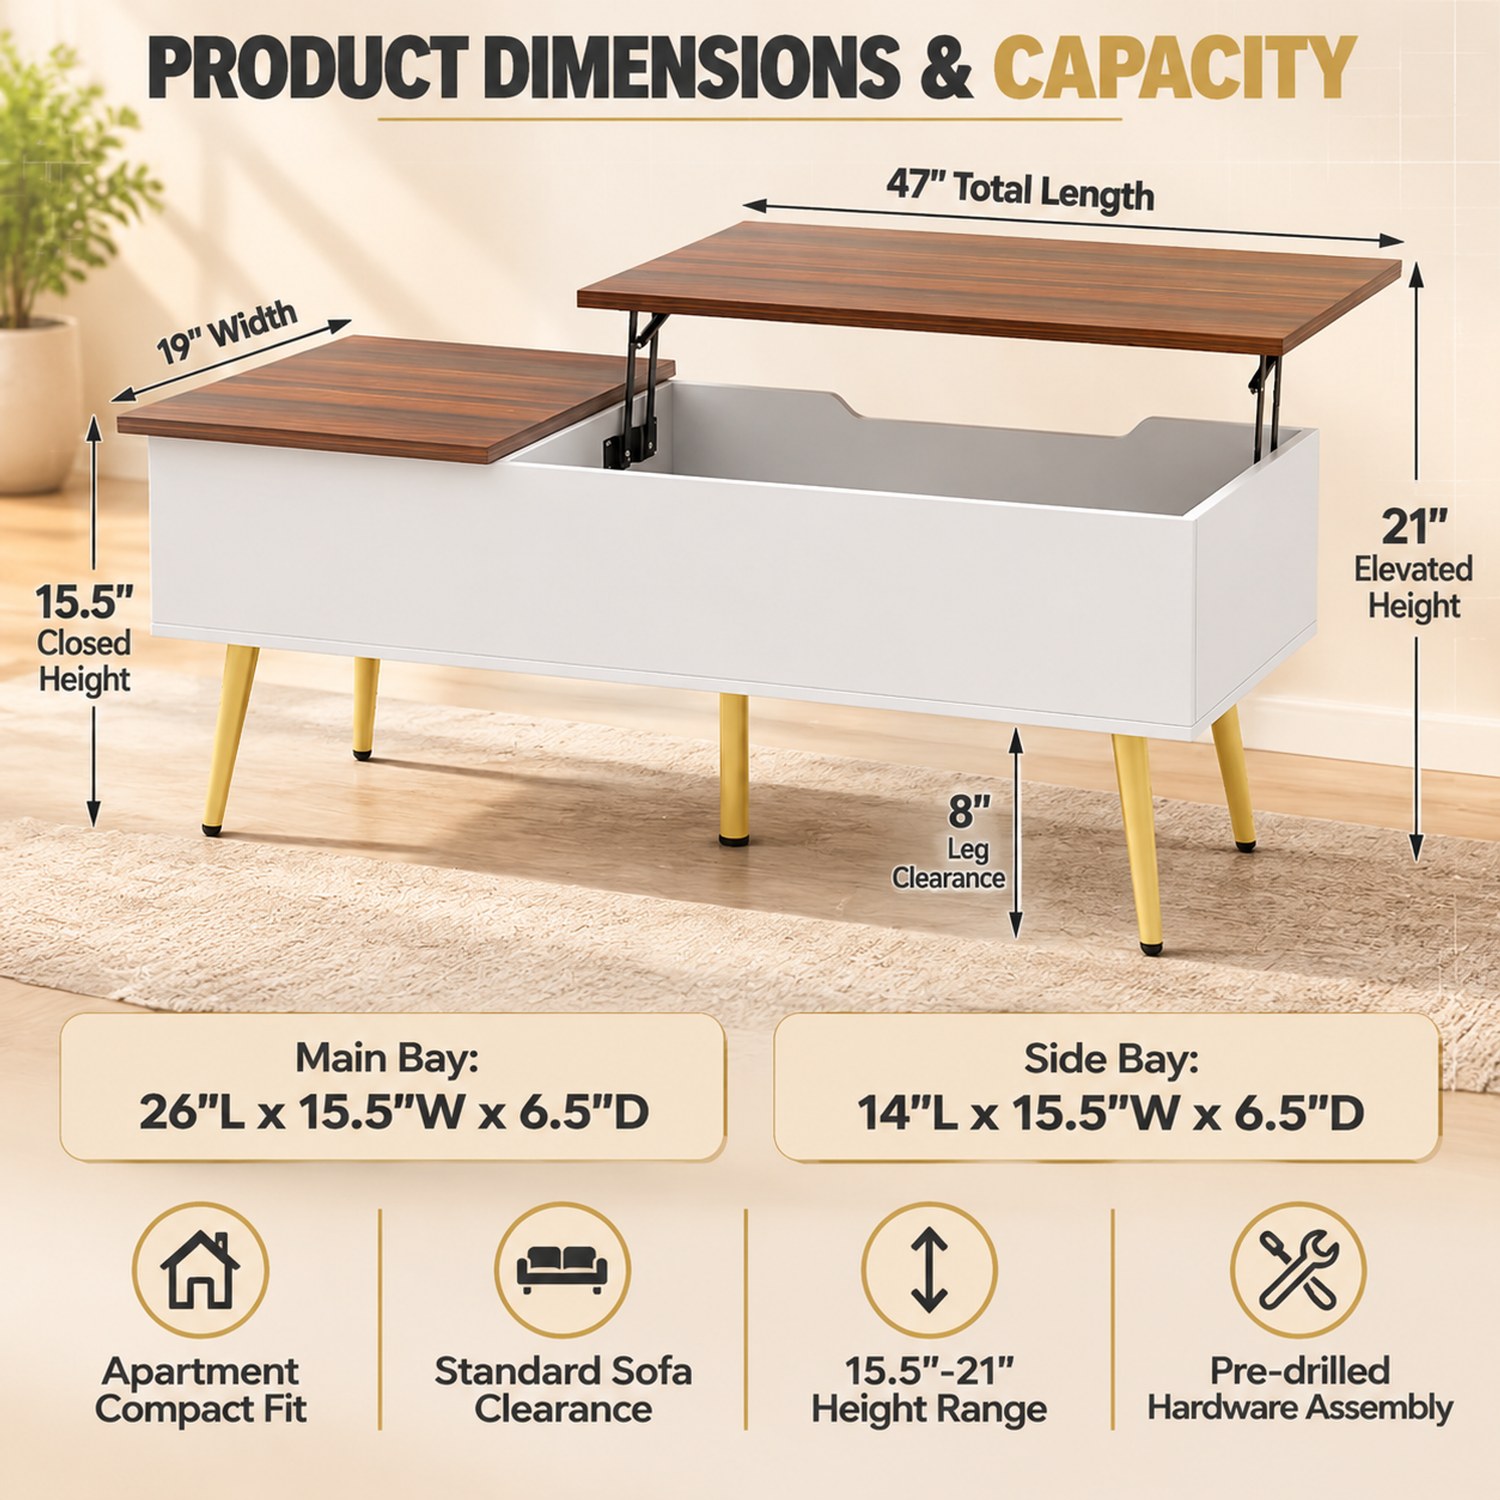 PRODUCT DIMENSIONS & CAPACITY
47" Total Length
19" Width
15.5"
Closed
Height
21"
Elevated
Height
8"
Leg
Clearance
Main Bay:
26"L x 15.5"W x 6.5"D
Side Bay:
14"L x 15.5"W x 6.5"D
Apartment
Compact Fit
Standard Sofa
Clearance
15.5"-21"
Height Range
Pre-drilled
Hardware Assembly